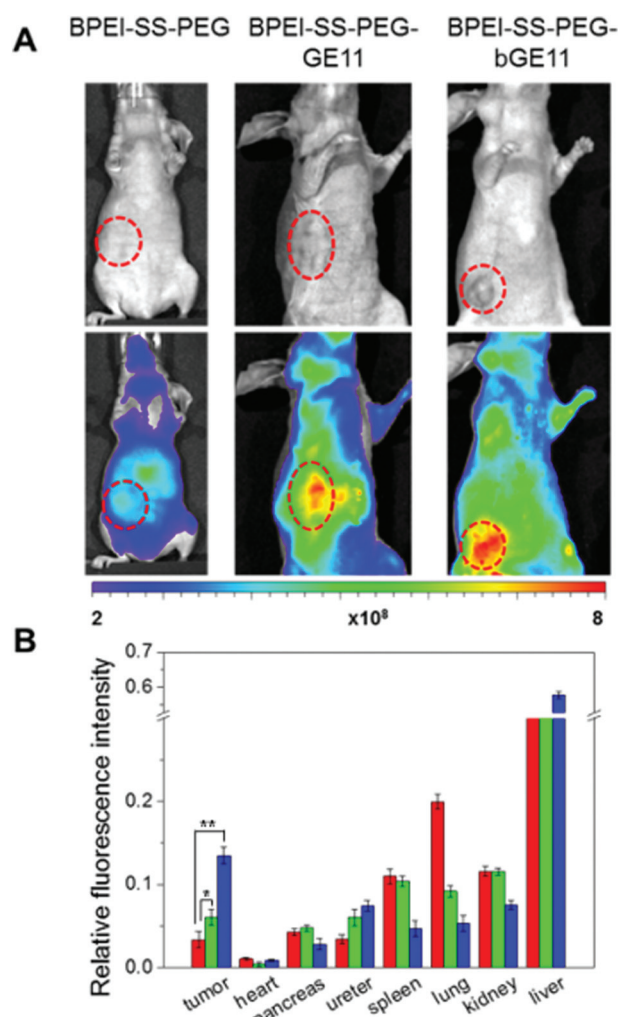 A
BPEI-SS-PEG
BPEI-SS-PEG-
GE11
BPEI-SS-PEG-
bGE11
2
x10⁸
8
B
Relative fluorescence intensity
0.7
0.6
0.2
0.1
0.0
**
*
tumor
heart
pancreas
ureter
spleen
lung
kidney
liver